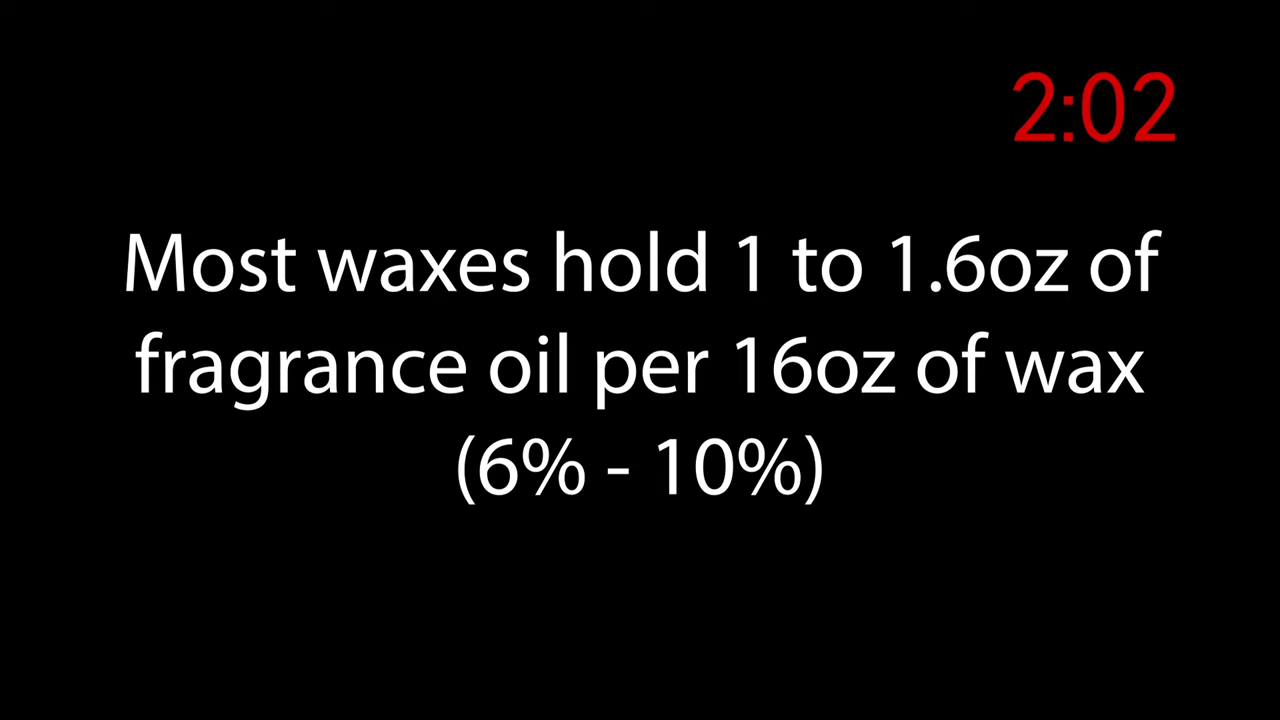 2:02
Most waxes hold 1 to 1.6oz of
fragrance oil per 16oz of wax
(6% - 10%)